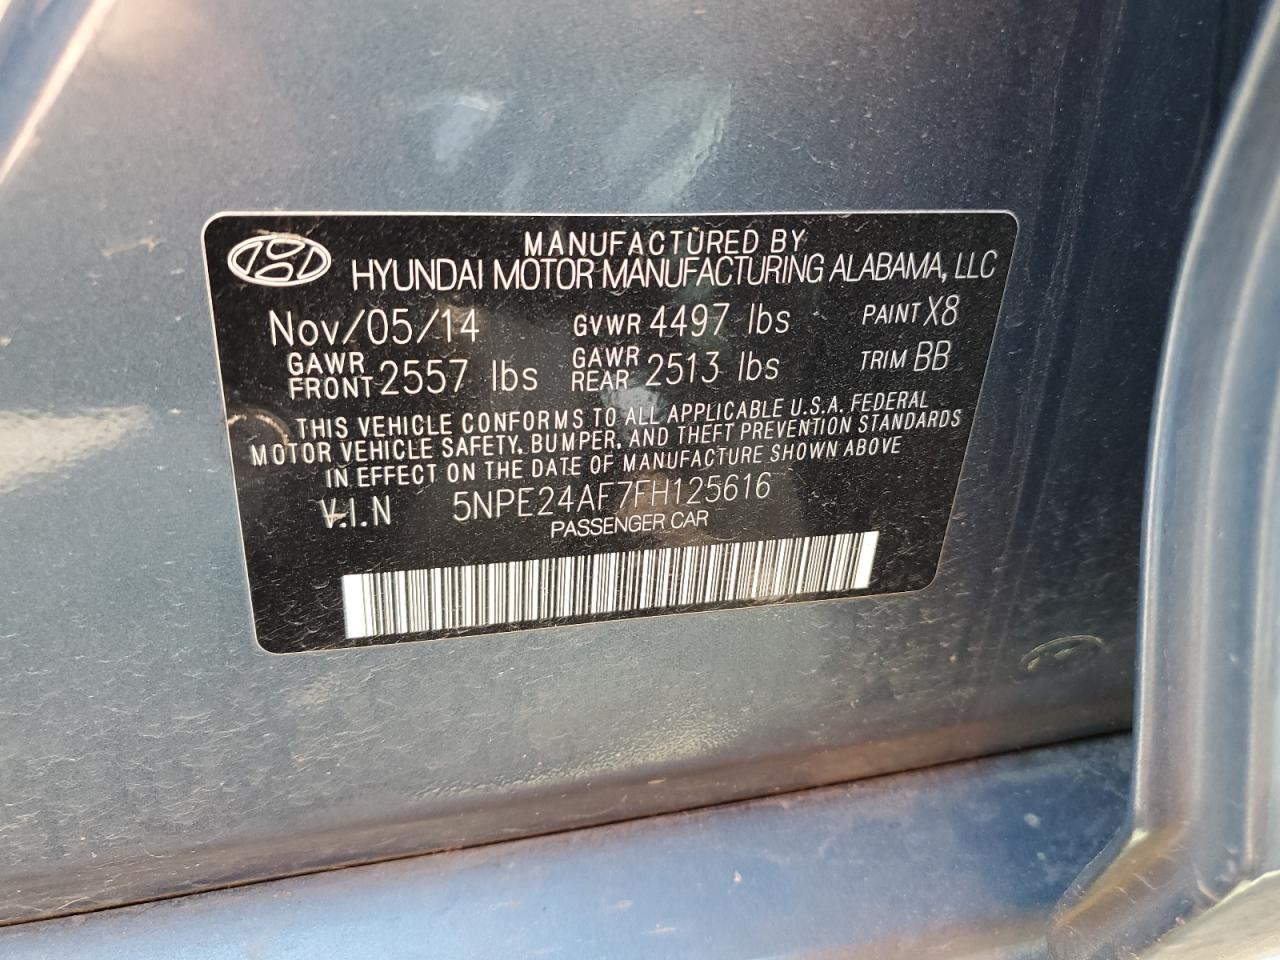 MANUFACTURED BY
HYUNDAI MOTOR MANUFACTURING ALABAMA, LLC
Nov/05/14 GVWR 4497 lbs PAINT X8
GAWR FRONT 2557 lbs GAWR REAR 2513 lbs TRIM BB
THIS VEHICLE CONFORMS TO ALL APPLICABLE U.S.A. FEDERAL
MOTOR VEHICLE SAFETY, BUMPER, AND THEFT PREVENTION STANDARDS
IN EFFECT ON THE DATE OF MANUFACTURE SHOWN ABOVE
V.I.N 5NPE24AF7FH125616
PASSENGER CAR